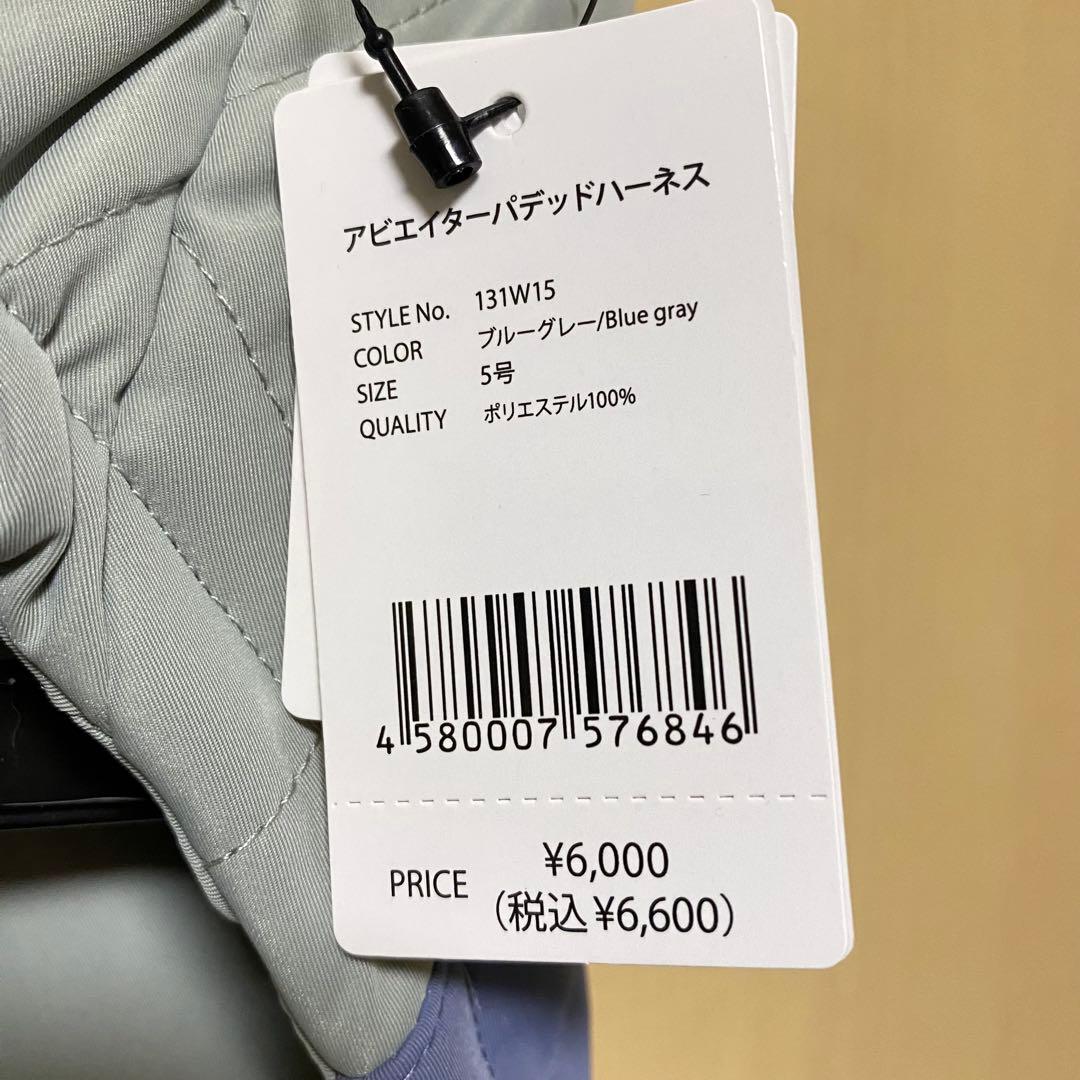 アビエイターパデッドハーネス
STYLE No. 131W15
COLOR ブルーグレー/Blue gray
SIZE 5号
QUALITY ポリエステル100%
4 580007 576846
PRICE ¥6,000
(税込 ¥6,600)